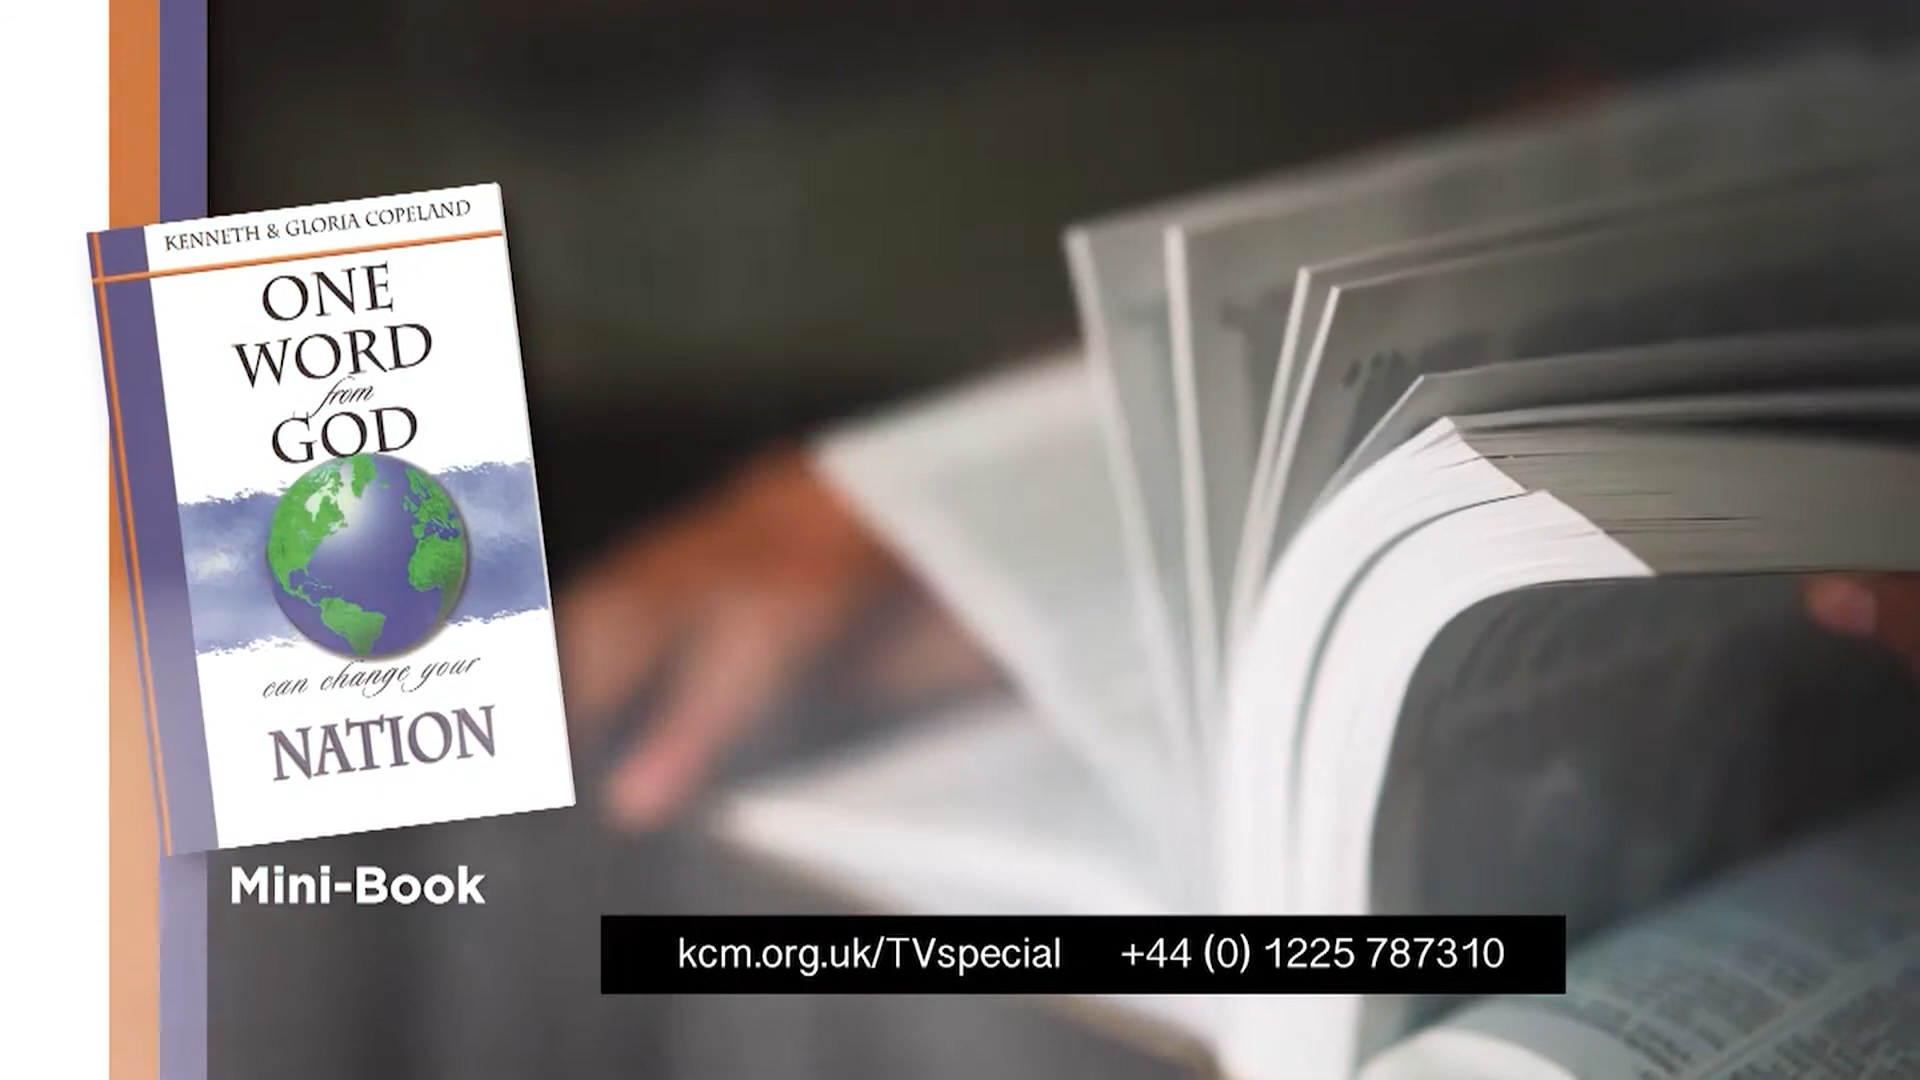 KENNETH & GLORIA COPELAND
ONE
WORD
from
GOD
can change your
NATION
Mini-Book
kcm.org.uk/TVspecial +44 (0) 1225 787310